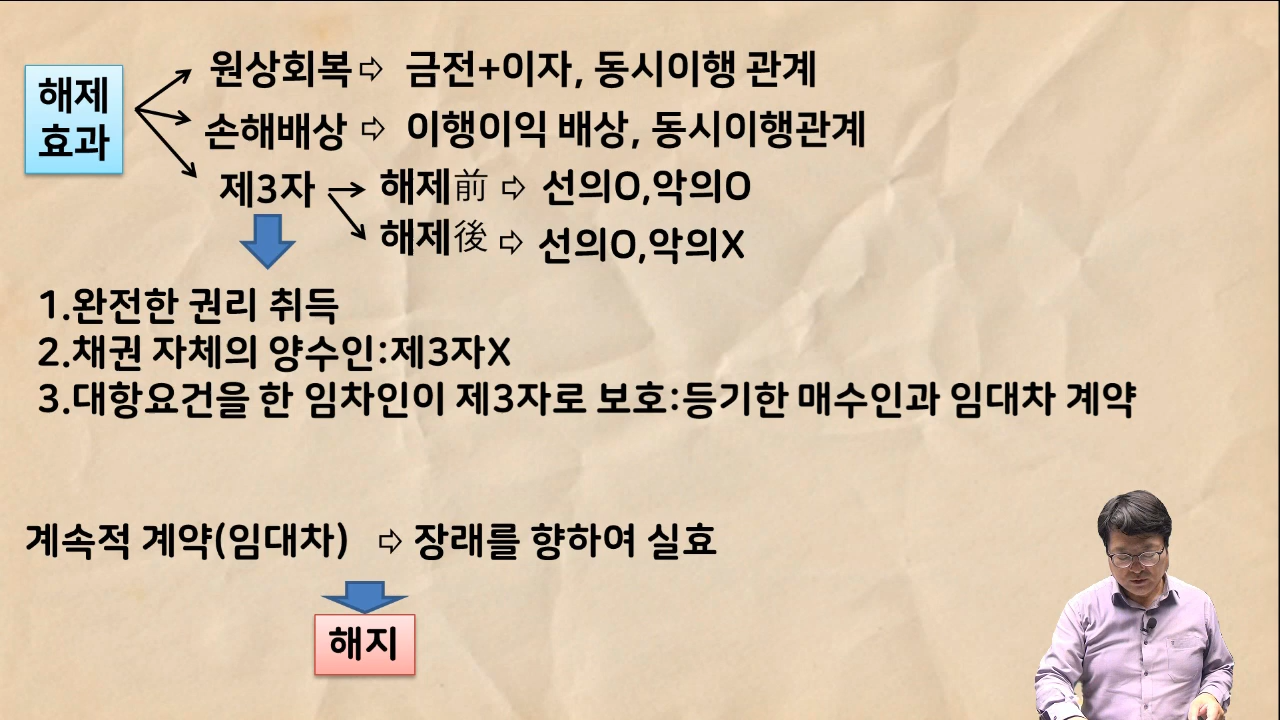 해제
효과
원상회복 ⇨ 금전+이자, 동시이행 관계
손해배상 ⇨ 이행이익 배상, 동시이행관계
제3자
해제前 ⇨ 선의O,악의O
해제後 ⇨ 선의O,악의X
1.완전한 권리 취득
2.채권 자체의 양수인:제3자X
3.대항요건을 한 임차인이 제3자로 보호:등기한 매수인과 임대차 계약
계속적 계약(임대차) ⇨ 장래를 향하여 실효
해지